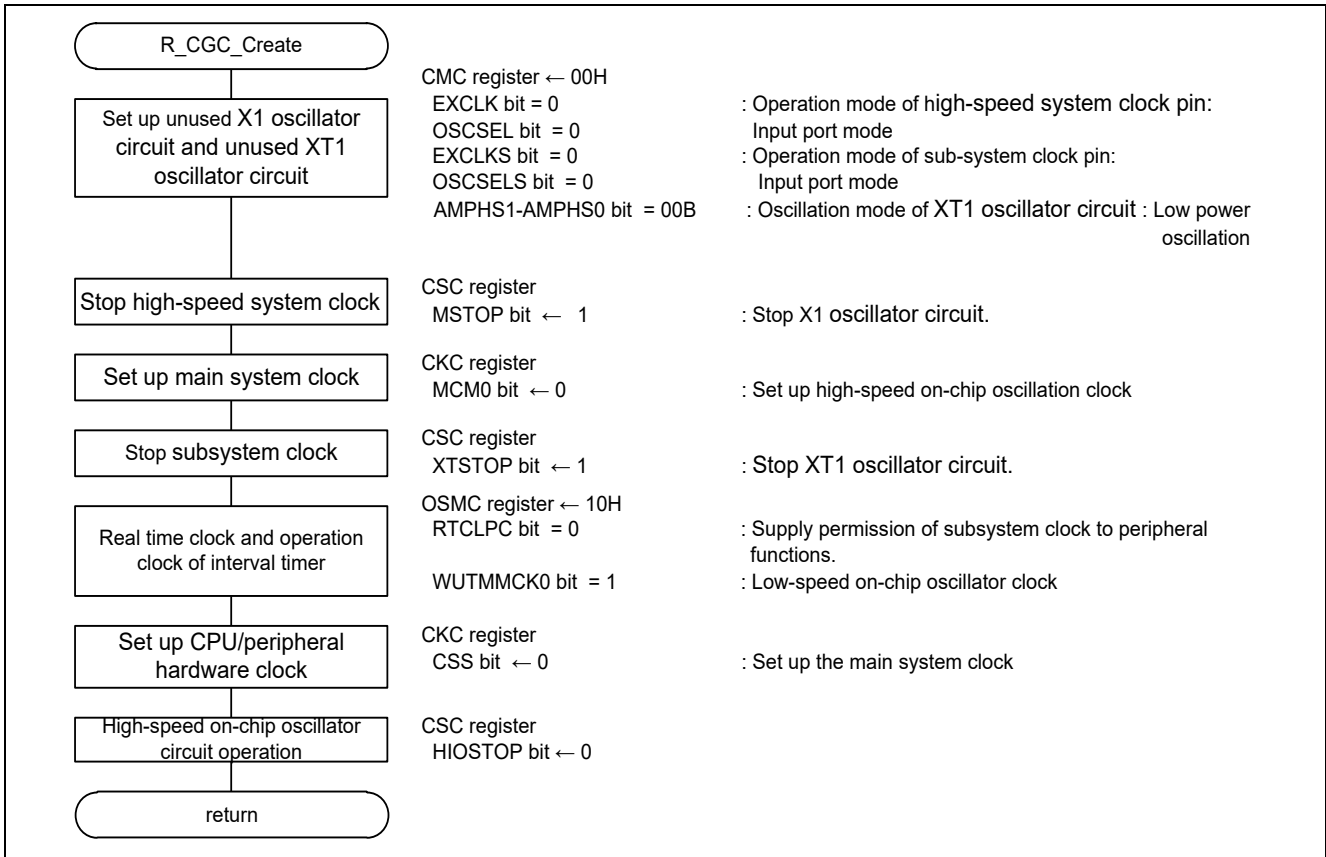 R_CGC_Create
Set up unused X1 oscillator
circuit and unused XT1
oscillator circuit
CMC register ← 00H
EXCLK bit = 0 : Operation mode of high-speed system clock pin:
OSCSEL bit = 0 Input port mode
EXCLKS bit = 0 : Operation mode of sub-system clock pin:
OSCSELS bit = 0 Input port mode
AMPHS1-AMPHS0 bit = 00B : Oscillation mode of XT1 oscillator circuit : Low power
oscillation
Stop high-speed system clock
CSC register
MSTOP bit ← 1 : Stop X1 oscillator circuit.
Set up main system clock
CKC register
MCM0 bit ← 0 : Set up high-speed on-chip oscillation clock
Stop subsystem clock
CSC register
XTSTOP bit ← 1 : Stop XT1 oscillator circuit.
Real time clock and operation
clock of interval timer
OSMC register ← 10H
RTCLPC bit = 0 : Supply permission of subsystem clock to peripheral
functions.
WUTMMCK0 bit = 1 : Low-speed on-chip oscillator clock
Set up CPU/peripheral
hardware clock
CKC register
CSS bit ← 0 : Set up the main system clock
High-speed on-chip oscillator
circuit operation
CSC register
HIOSTOP bit ← 0
return